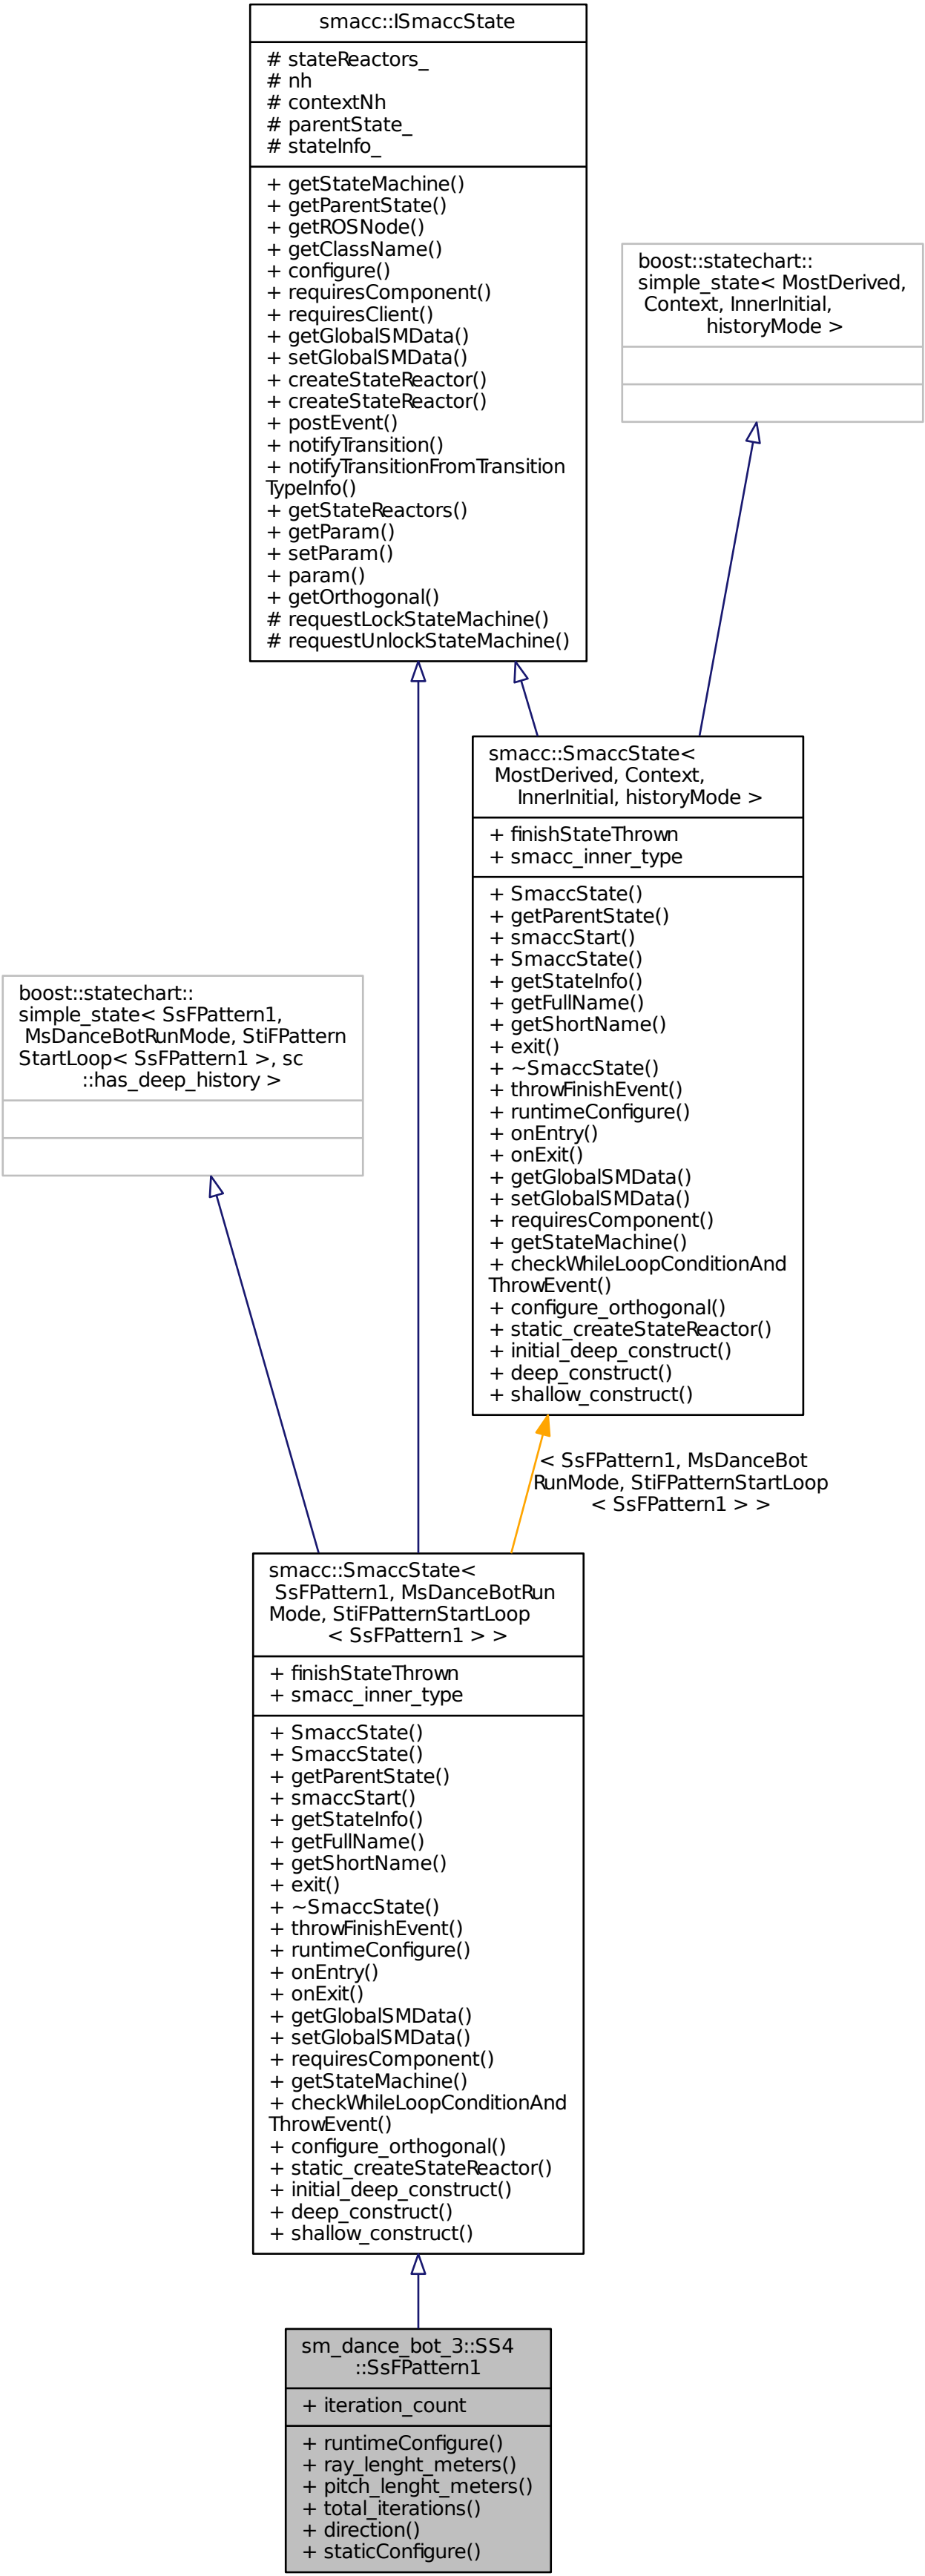 smacc::ISmaccState
# stateReactors_
# nh
# contextNh
# parentState_
# stateInfo_
+ getStateMachine()
+ getParentState()
+ getROSNode()
+ getClassName()
+ configure()
+ requiresComponent()
+ requiresClient()
+ getGlobalSMData()
+ setGlobalSMData()
+ createStateReactor()
+ createStateReactor()
+ postEvent()
+ notifyTransition()
+ notifyTransitionFromTransition
TypeInfo()
+ getStateReactors()
+ getParam()
+ setParam()
+ param()
+ getOrthogonal()
# requestLockStateMachine()
# requestUnlockStateMachine()
boost::statechart::
simple_state< MostDerived,
Context, InnerInitial,
historyMode >
smacc::SmaccState<
MostDerived, Context,
InnerInitial, historyMode >
+ finishStateThrown
+ smacc_inner_type
+ SmaccState()
+ getParentState()
+ smaccStart()
+ SmaccState()
+ getStateInfo()
+ getFullName()
+ getShortName()
+ exit()
+ ~SmaccState()
+ throwFinishEvent()
+ runtimeConfigure()
+ onEntry()
+ onExit()
+ getGlobalSMData()
+ setGlobalSMData()
+ requiresComponent()
+ getStateMachine()
+ checkWhileLoopConditionAnd
ThrowEvent()
+ configure_orthogonal()
+ static_createStateReactor()
+ initial_deep_construct()
+ deep_construct()
+ shallow_construct()
boost::statechart::
simple_state< SsFPattern1,
MsDanceBotRunMode, StiFPattern
StartLoop< SsFPattern1 >, sc
::has_deep_history >
< SsFPattern1, MsDanceBot
RunMode, StiFPatternStartLoop
< SsFPattern1 > >
smacc::SmaccState<
SsFPattern1, MsDanceBotRun
Mode, StiFPatternStartLoop
< SsFPattern1 > >
+ finishStateThrown
+ smacc_inner_type
+ SmaccState()
+ SmaccState()
+ getParentState()
+ smaccStart()
+ getStateInfo()
+ getFullName()
+ getShortName()
+ exit()
+ ~SmaccState()
+ throwFinishEvent()
+ runtimeConfigure()
+ onEntry()
+ onExit()
+ getGlobalSMData()
+ setGlobalSMData()
+ requiresComponent()
+ getStateMachine()
+ checkWhileLoopConditionAnd
ThrowEvent()
+ configure_orthogonal()
+ static_createStateReactor()
+ initial_deep_construct()
+ deep_construct()
+ shallow_construct()
sm_dance_bot_3::SS4
::SsFPattern1
+ iteration_count
+ runtimeConfigure()
+ ray_lenght_meters()
+ pitch_lenght_meters()
+ total_iterations()
+ direction()
+ staticConfigure()